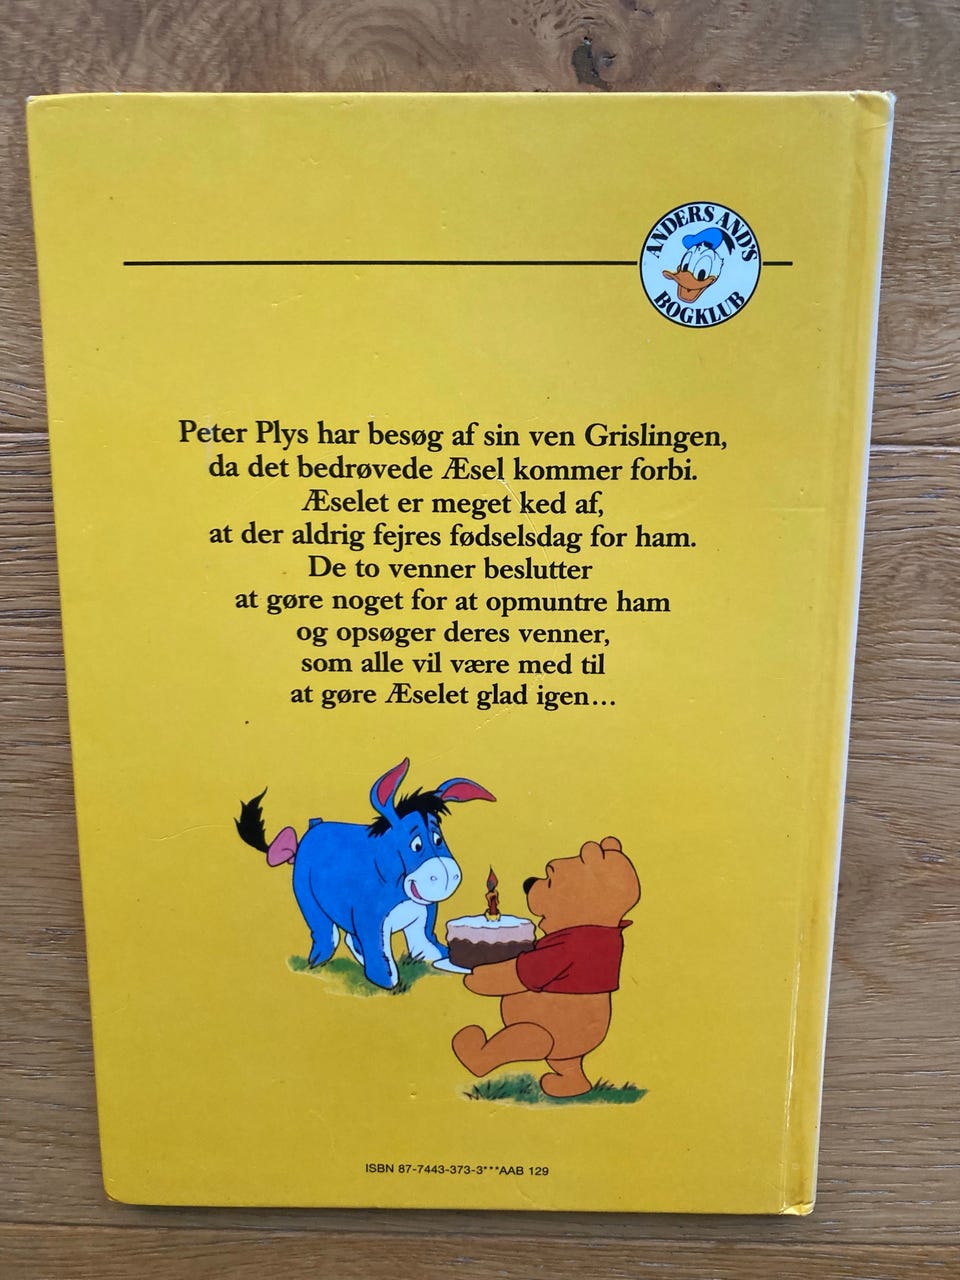 ANDERS AND'S
BOGKLUB
Peter Plys har besøg af sin ven Grislingen,
da det bedrøvede Æsel kommer forbi.
Æselet er meget ked af,
at der aldrig fejres fødselsdag for ham.
De to venner beslutter
at gøre noget for at opmuntre ham
og opsøger deres venner,
som alle vil være med til
at gøre Æselet glad igen...
ISBN 87-7443-373-3***AAB 129